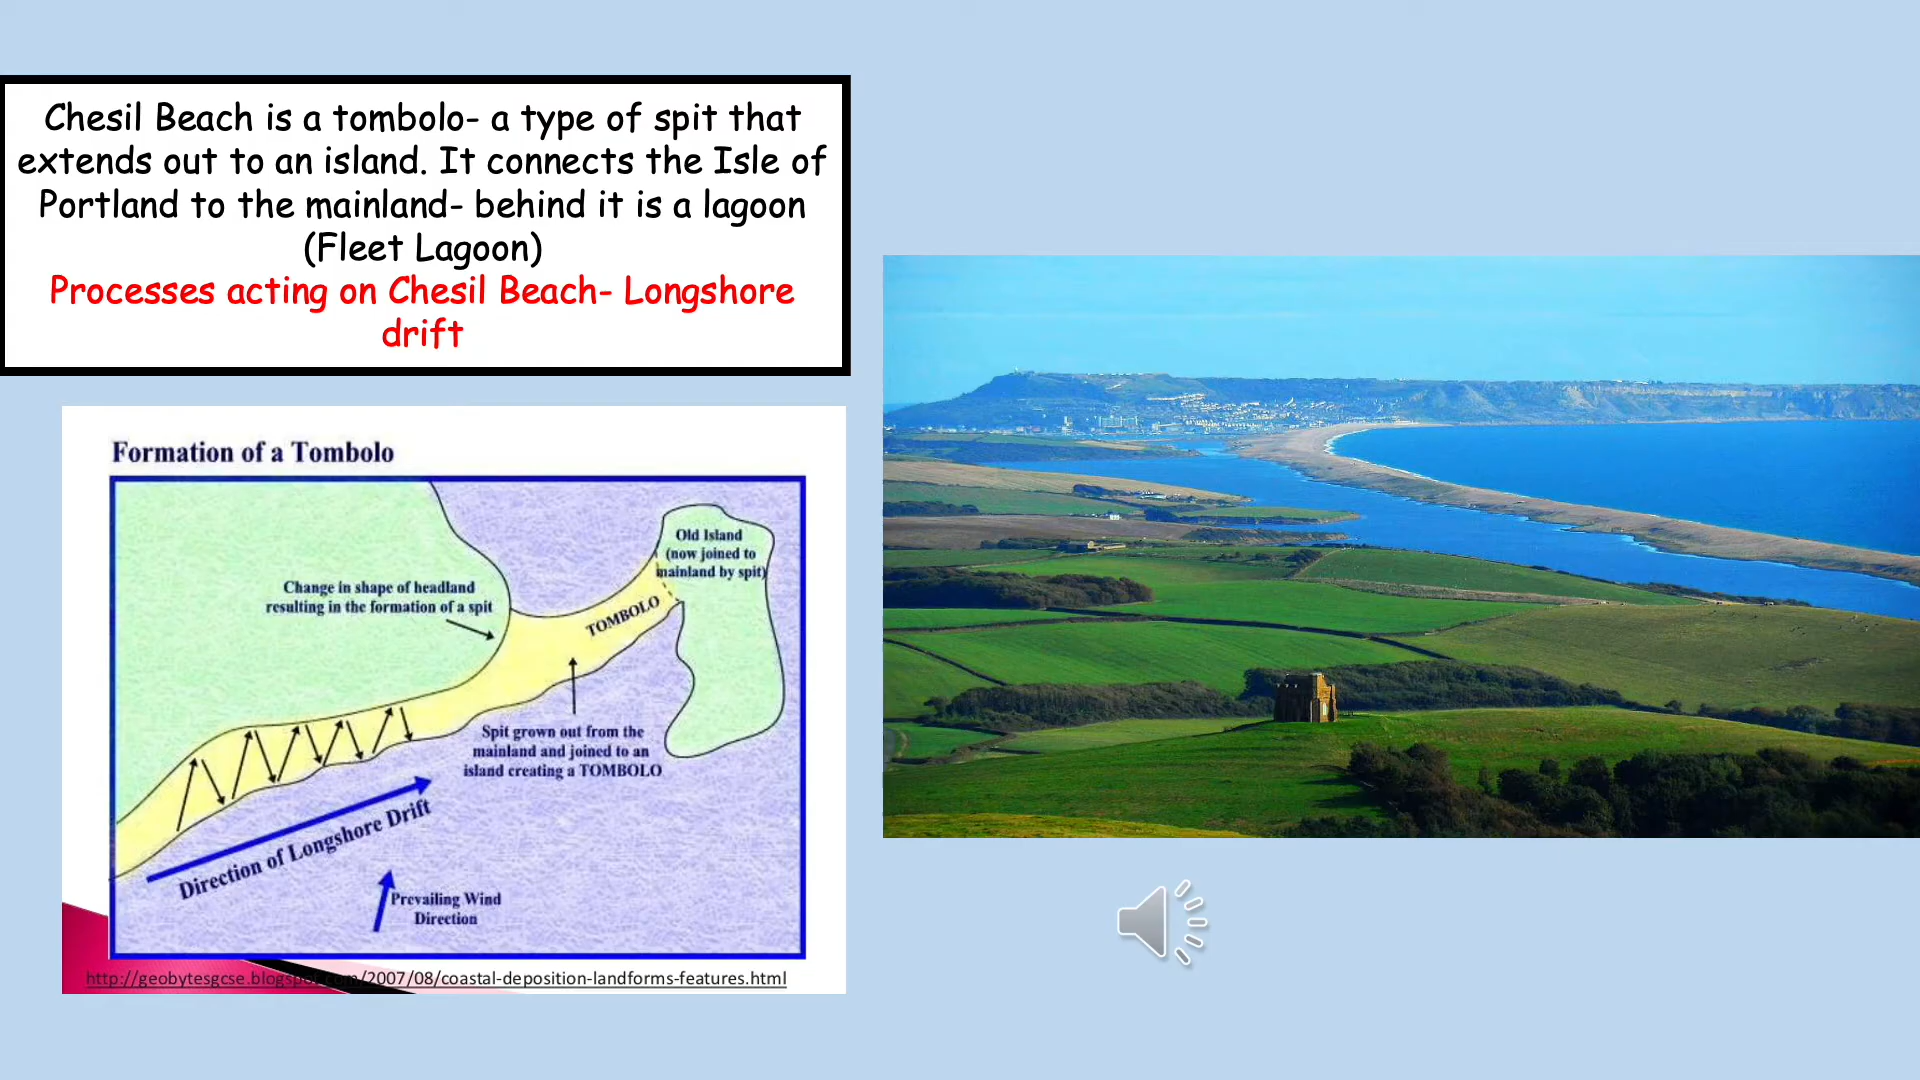 Chesil Beach is a tombolo- a type of spit that
extends out to an island. It connects the Isle of
Portland to the mainland- behind it is a lagoon
(Fleet Lagoon)
Processes acting on Chesil Beach- Longshore
drift
Formation of a Tombolo
Old Island
(now joined to
mainland by spit)
Change in shape of headland
resulting in the formation of a spit
TOMBOLO
Spit grown out from the
mainland and joined to an
island creating a TOMBOLO
Direction of Longshore Drift
Prevailing Wind
Direction
http://geobytesgcse.blogspot.com/2007/08/coastal-deposition-landforms-features.html